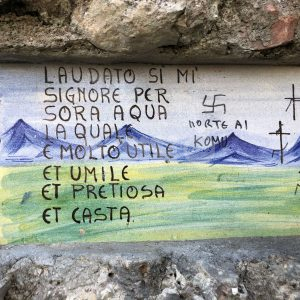 LAUDATO SI MI'
SIGNORE PER
SORA AQUA
LA QUALE
E MOLTO UTILE
ET UMILE
ET PRETIOSA
ET CASTA
MORTE AI
KOMU